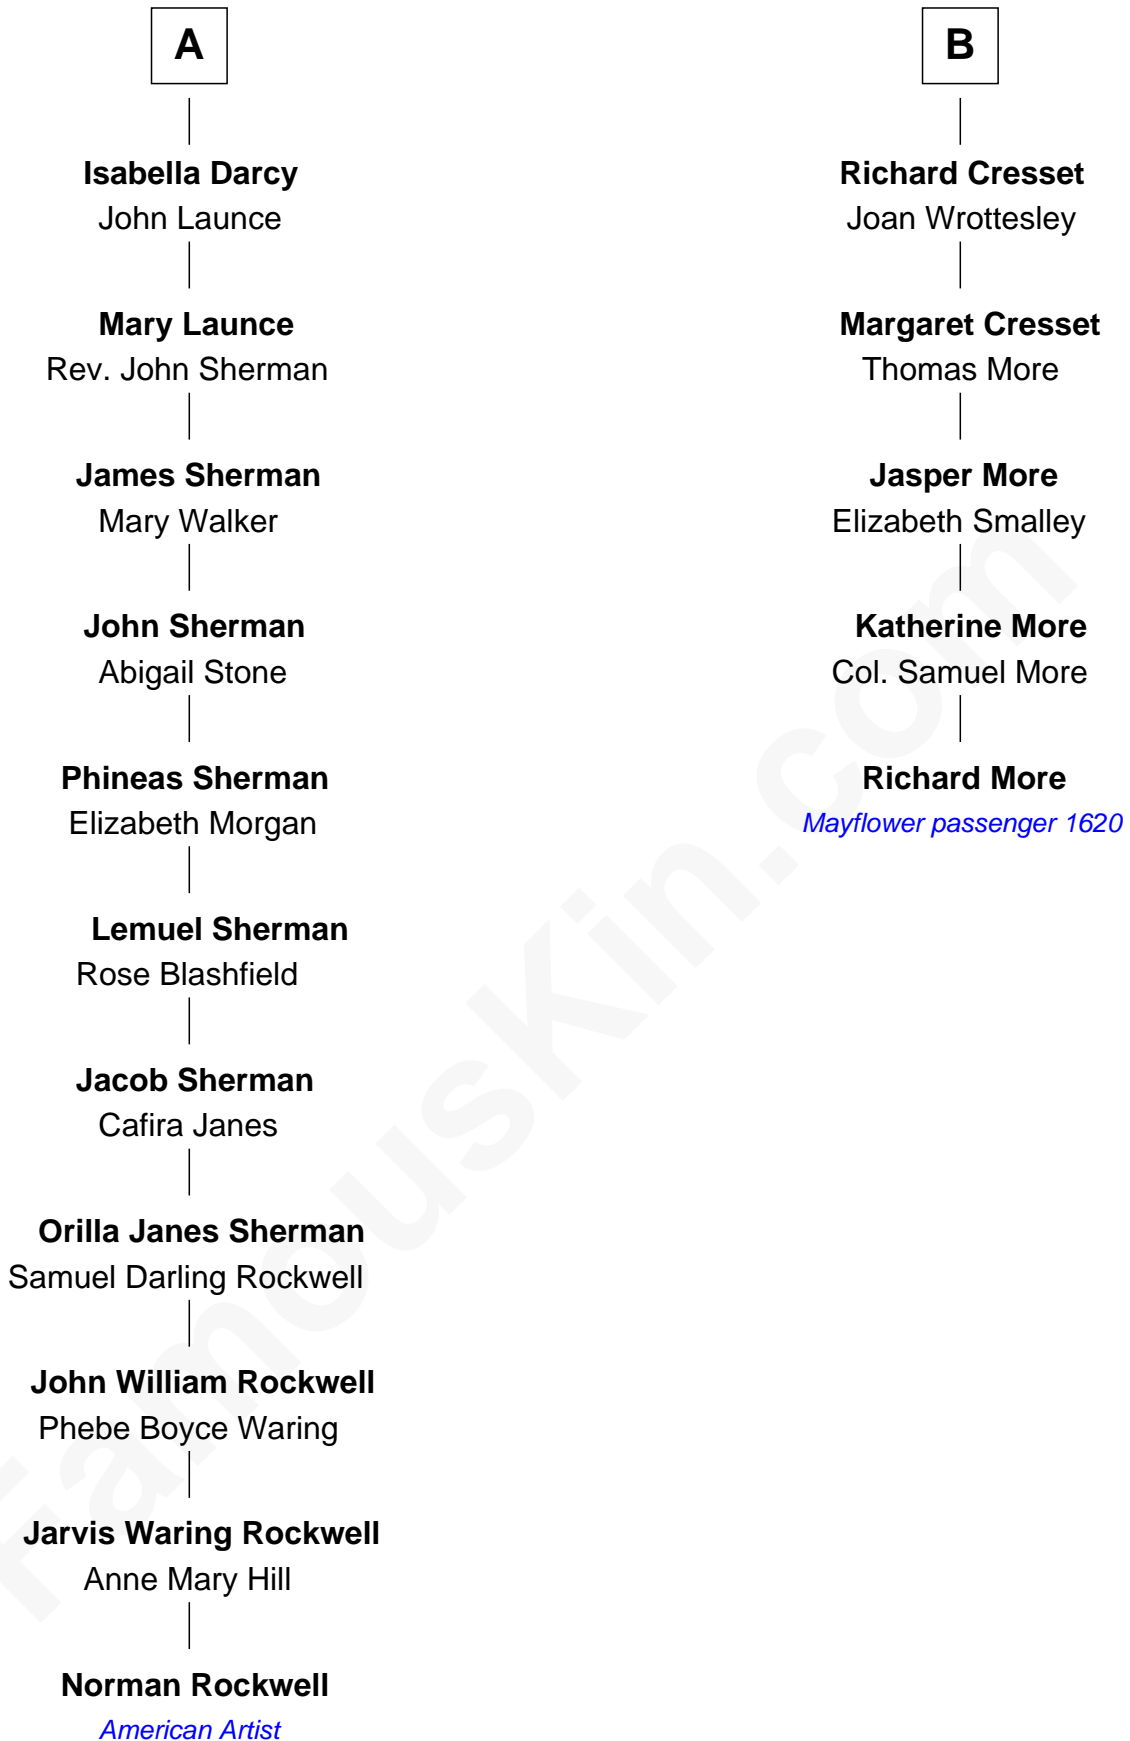 A
Isabella Darcy
John Launce
Mary Launce
Rev. John Sherman
James Sherman
Mary Walker
John Sherman
Abigail Stone
Phineas Sherman
Elizabeth Morgan
Lemuel Sherman
Rose Blashfield
Jacob Sherman
Cafira Janes
Orilla Janes Sherman
Samuel Darling Rockwell
John William Rockwell
Phebe Boyce Waring
Jarvis Waring Rockwell
Anne Mary Hill
Norman Rockwell
American Artist
B
Richard Cresset
Joan Wrottesley
Margaret Cresset
Thomas More
Jasper More
Elizabeth Smalley
Katherine More
Col. Samuel More
Richard More
Mayflower passenger 1620
FamousKin.com